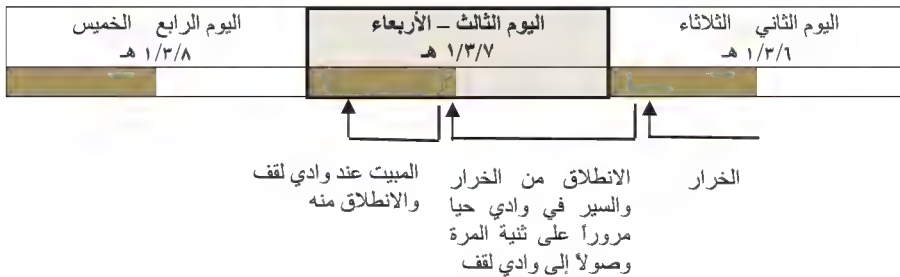 اليوم الثاني الثلاثاء
١/٣/٦ هـ
اليوم الثالث – الأربعاء
١/٣/٧ هـ
اليوم الرابع الخميس
١/٣/٨ هـ
الخرار
الانطلاق من الخرار
والسير في وادي حيا
مروراً على ثنية المرة
وصولاً إلى وادي لقف
المبيت عند وادي لقف
والانطلاق منه